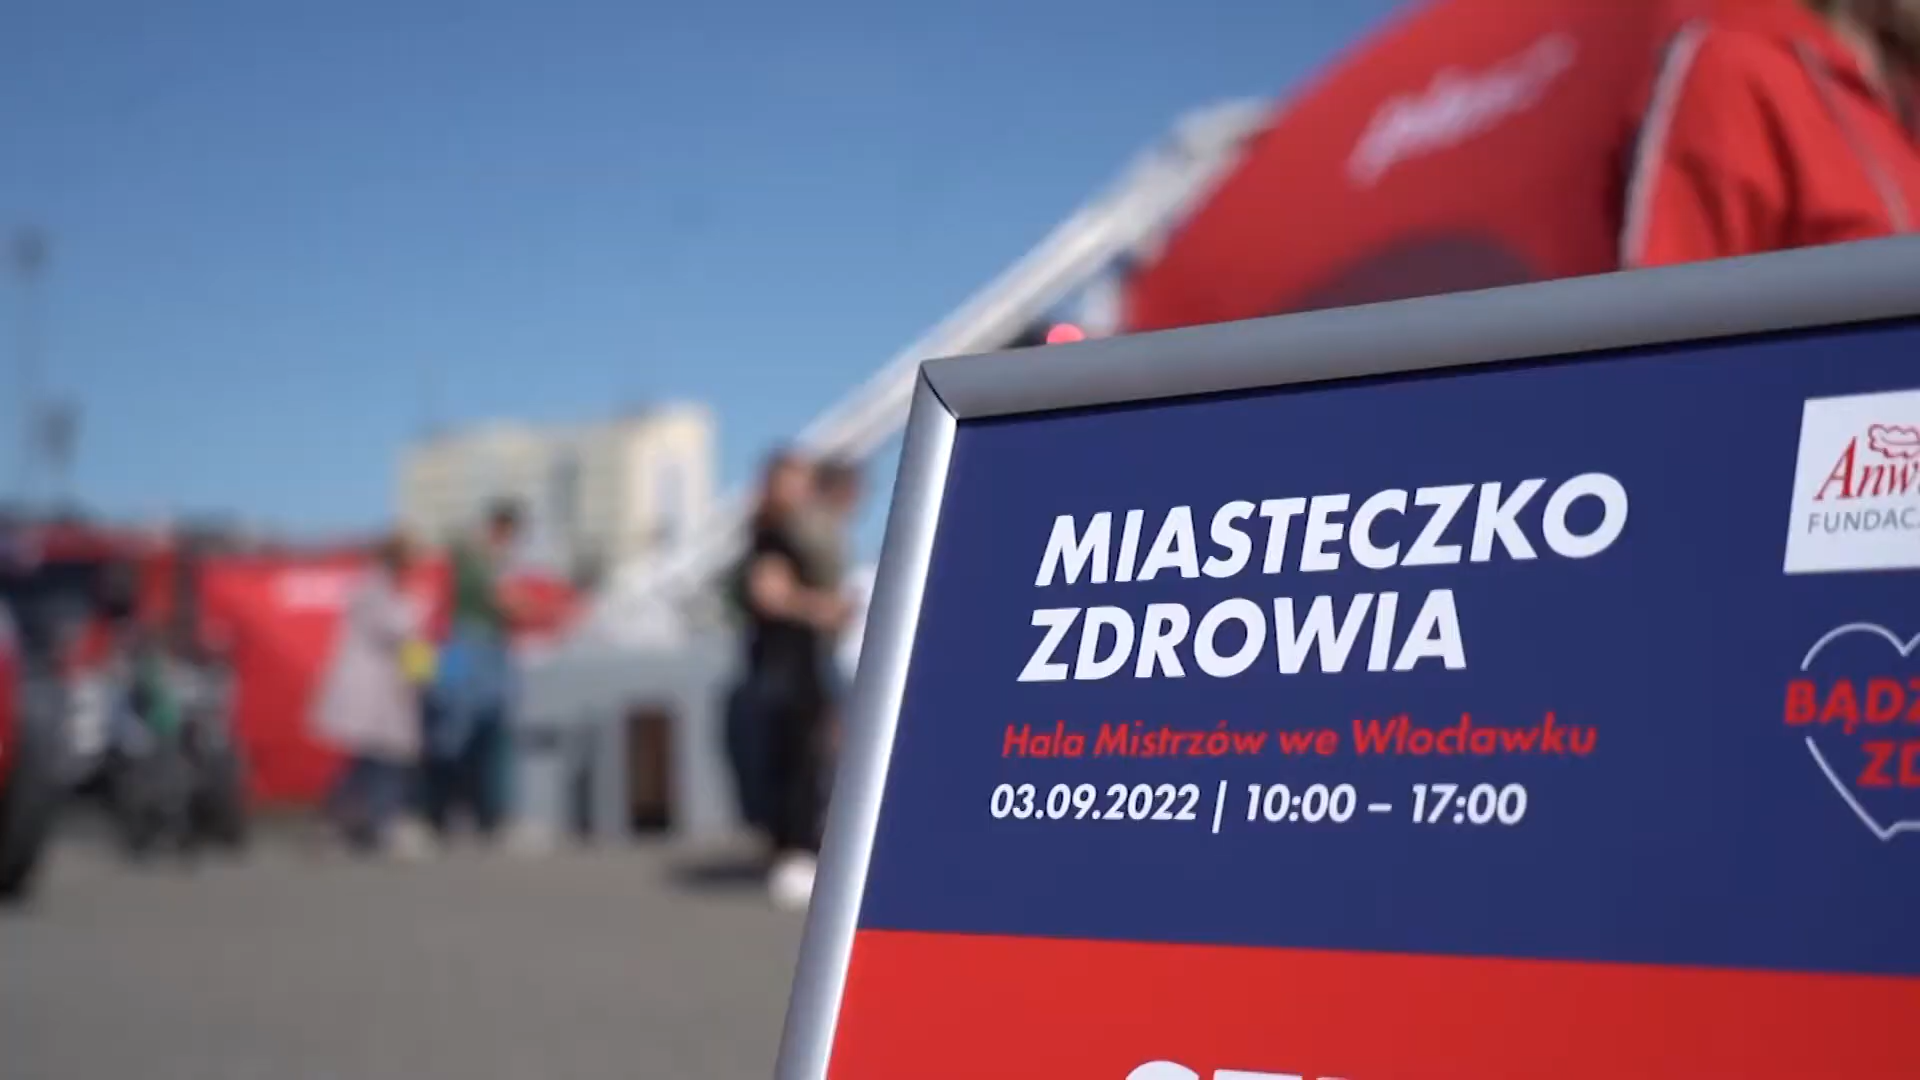 MIASTECZKO
ZDROWIA
Hala Mistrzów we Włocławku
03.09.2022 | 10:00 – 17:00